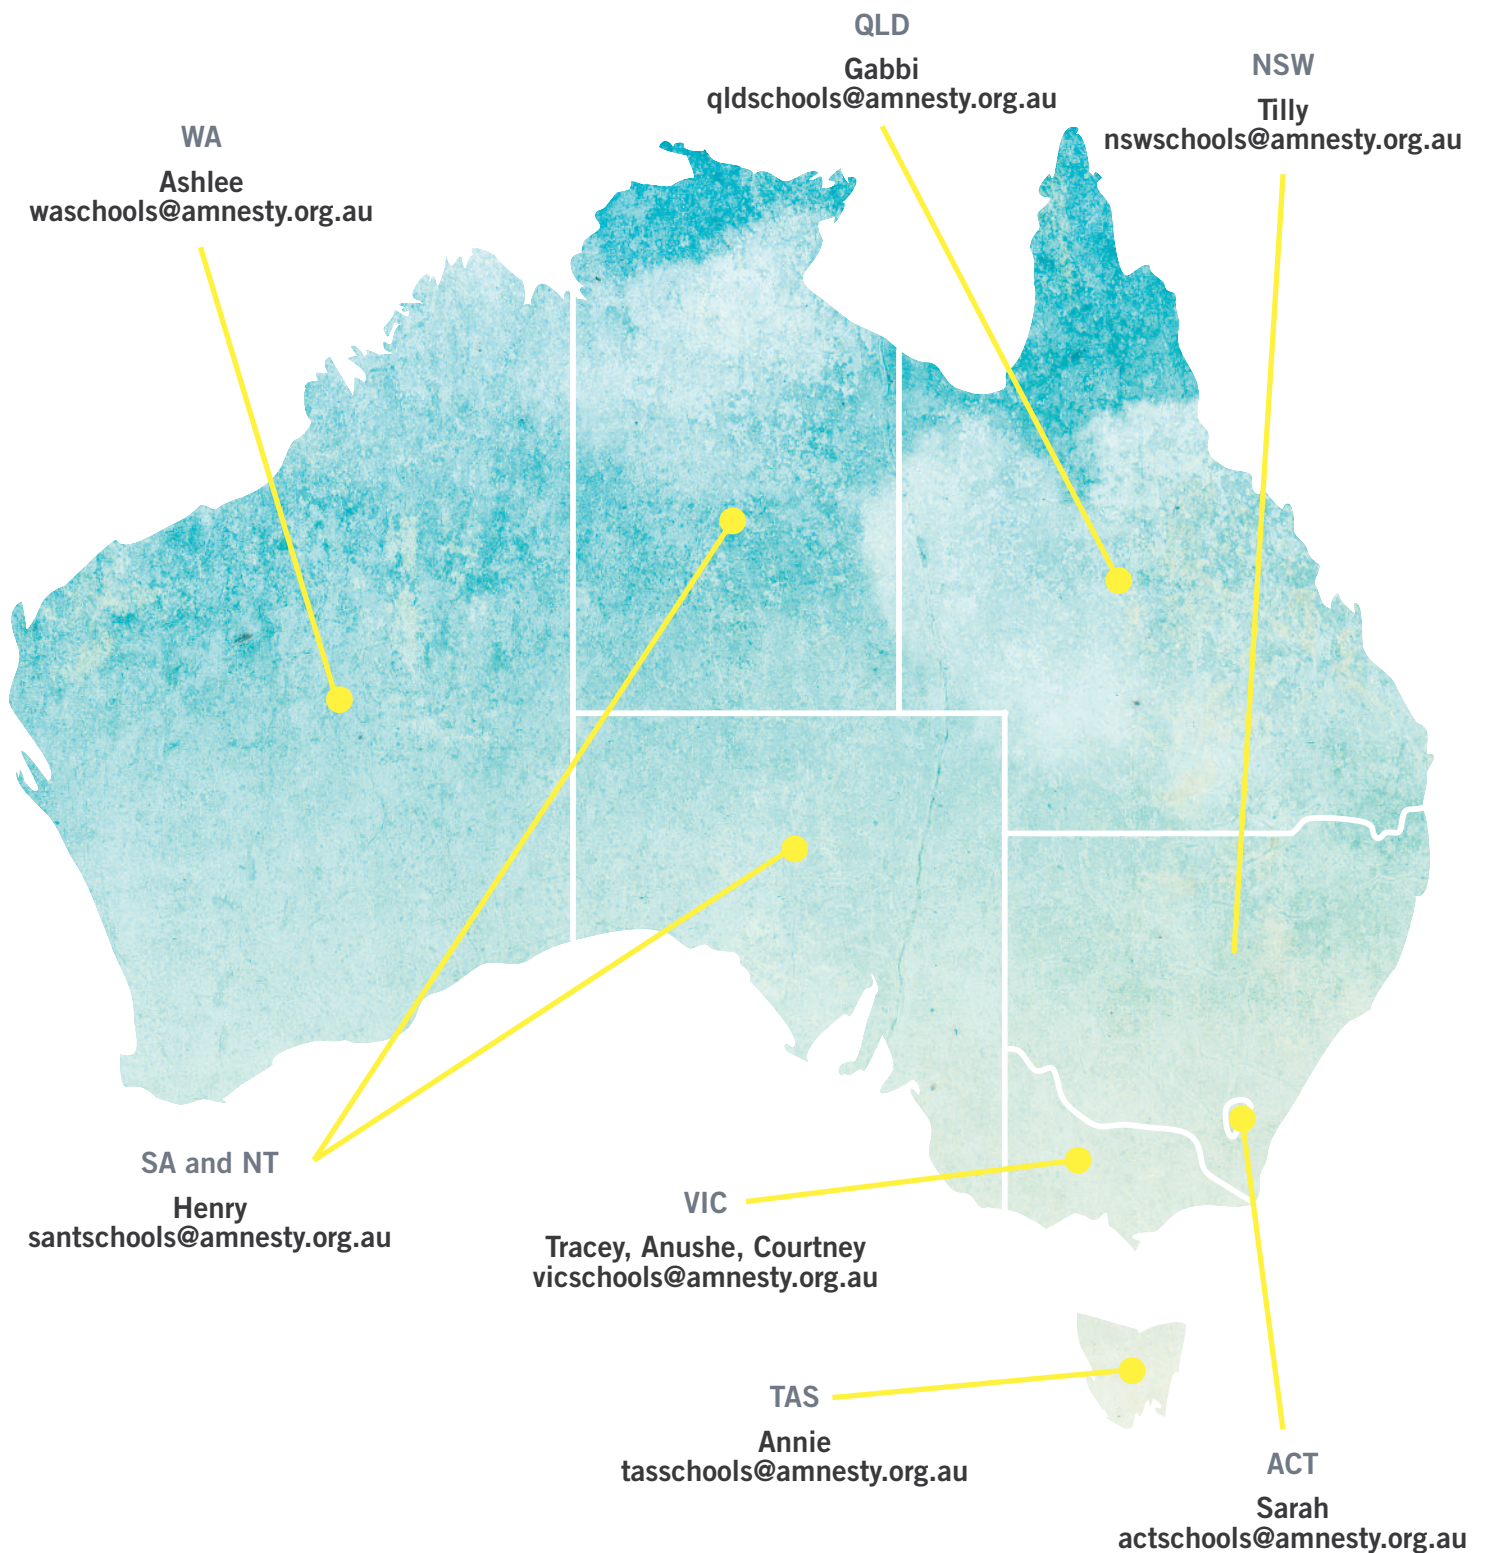 QLD
Gabbi
qldschools@amnesty.org.au
NSW
Tilly
nswschools@amnesty.org.au
WA
Ashlee
waschools@amnesty.org.au
SA and NT
Henry
santschools@amnesty.org.au
VIC
Tracey, Anushe, Courtney
vicschools@amnesty.org.au
TAS
Annie
tasschools@amnesty.org.au
ACT
Sarah
actschools@amnesty.org.au